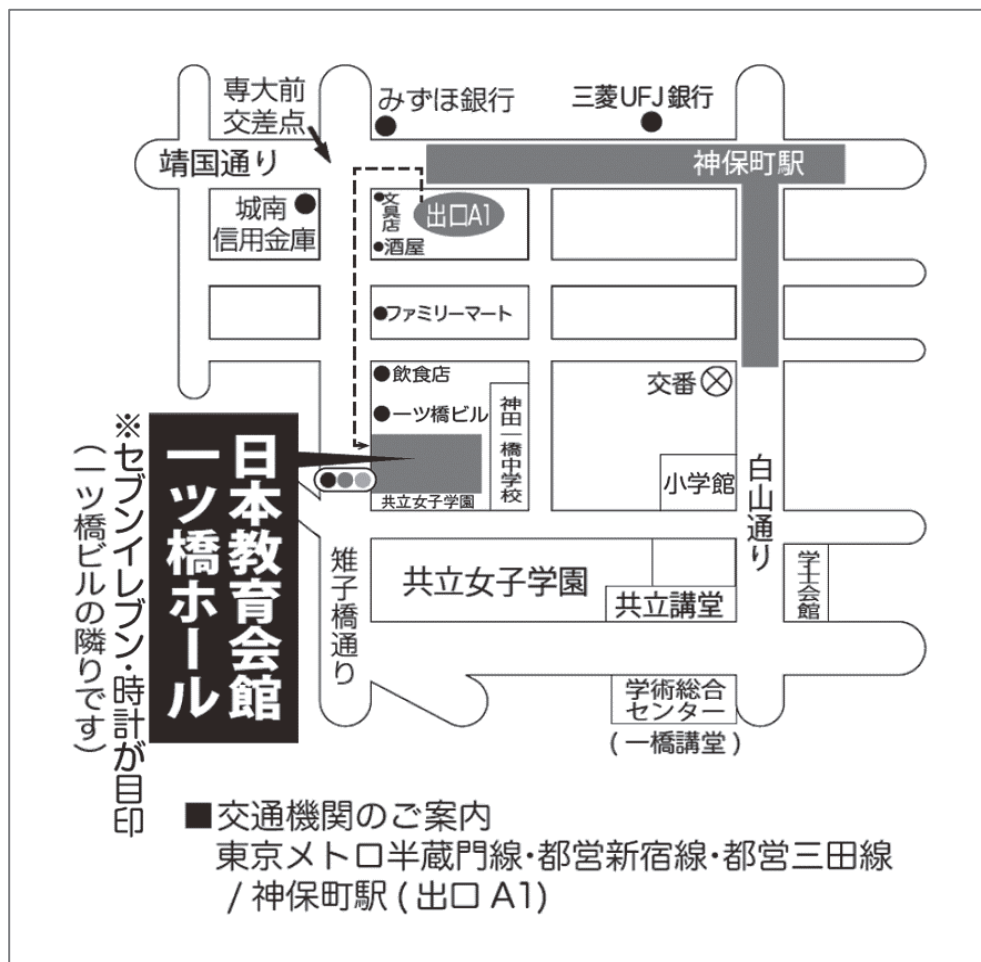 専大前
交差点
みずほ銀行
三菱UFJ銀行
靖国通り
神保町駅
城南
信用金庫
文具店
出口A1
酒屋
ファミリーマート
飲食店
一ツ橋ビル
神田一橋中学校
交番
小学館
白山通り
共立女子学園
日本教育会館
一ツ橋ホール
※セブンイレブン・時計が目印
(一ツ橋ビルの隣りです)
雉子橋通り
共立女子学園
共立講堂
学士会館
学術総合
センター
(一橋講堂)
■交通機関のご案内
東京メトロ半蔵門線・都営新宿線・都営三田線
/ 神保町駅 ( 出口 A1)